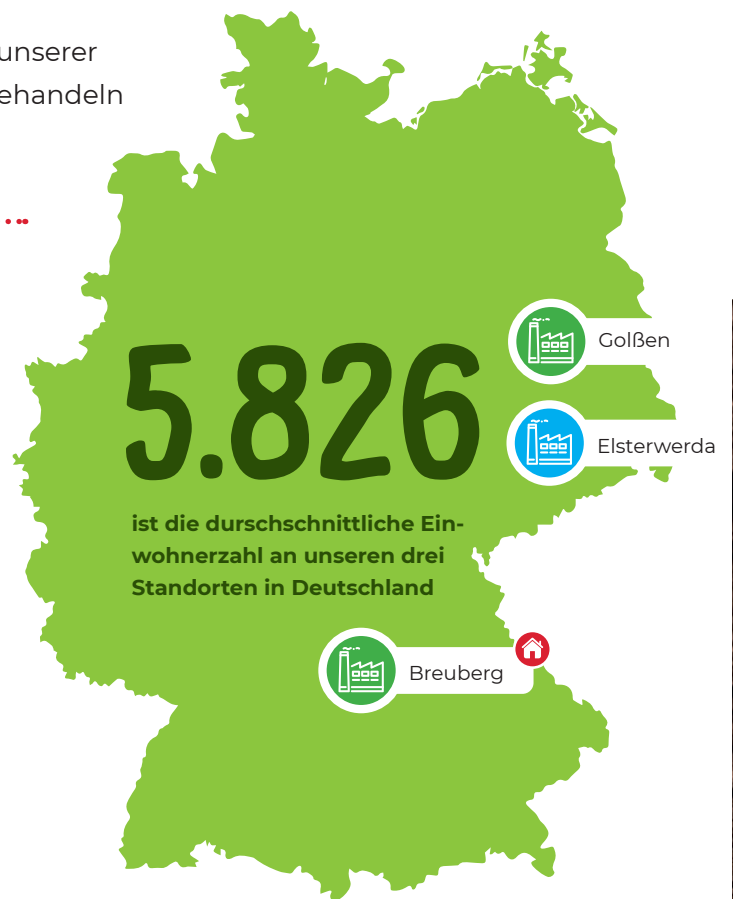 unserer
ehandeln
...
5.826
ist die durschschnittliche Ein-
wohnerzahl an unseren drei
Standorten in Deutschland
Golßen
Elsterwerda
Breuberg